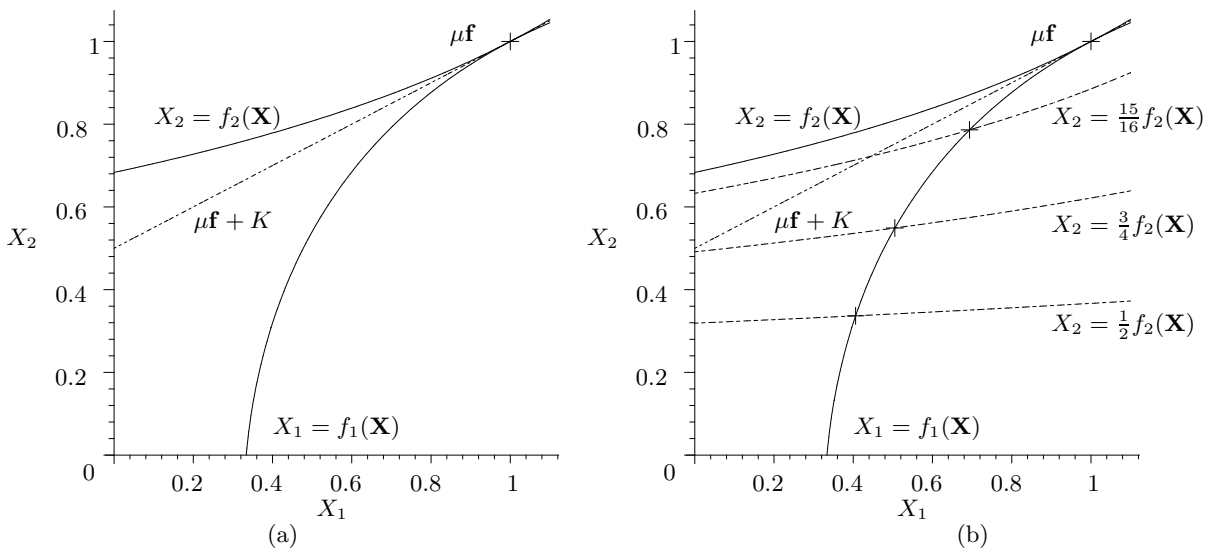 1
μf
X₂ = f₂(X)
0.8
0.6
μf + K
X₂
0.4
0.2
X₁ = f₁(X)
0
0.2
0.4
0.6
0.8
1
X₁
(a)
1
μf
X₂ = f₂(X)
X₂ = 15/16 f₂(X)
0.8
0.6
μf + K
X₂ = 3/4 f₂(X)
X₂
0.4
X₂ = 1/2 f₂(X)
0.2
X₁ = f₁(X)
0
0.2
0.4
0.6
0.8
1
X₁
(b)